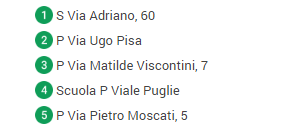 1 S Via Adriano, 60
2 P Via Ugo Pisa
3 P Via Matilde Viscontini, 7
4 Scuola P Viale Puglie
5 P Via Pietro Moscati, 5